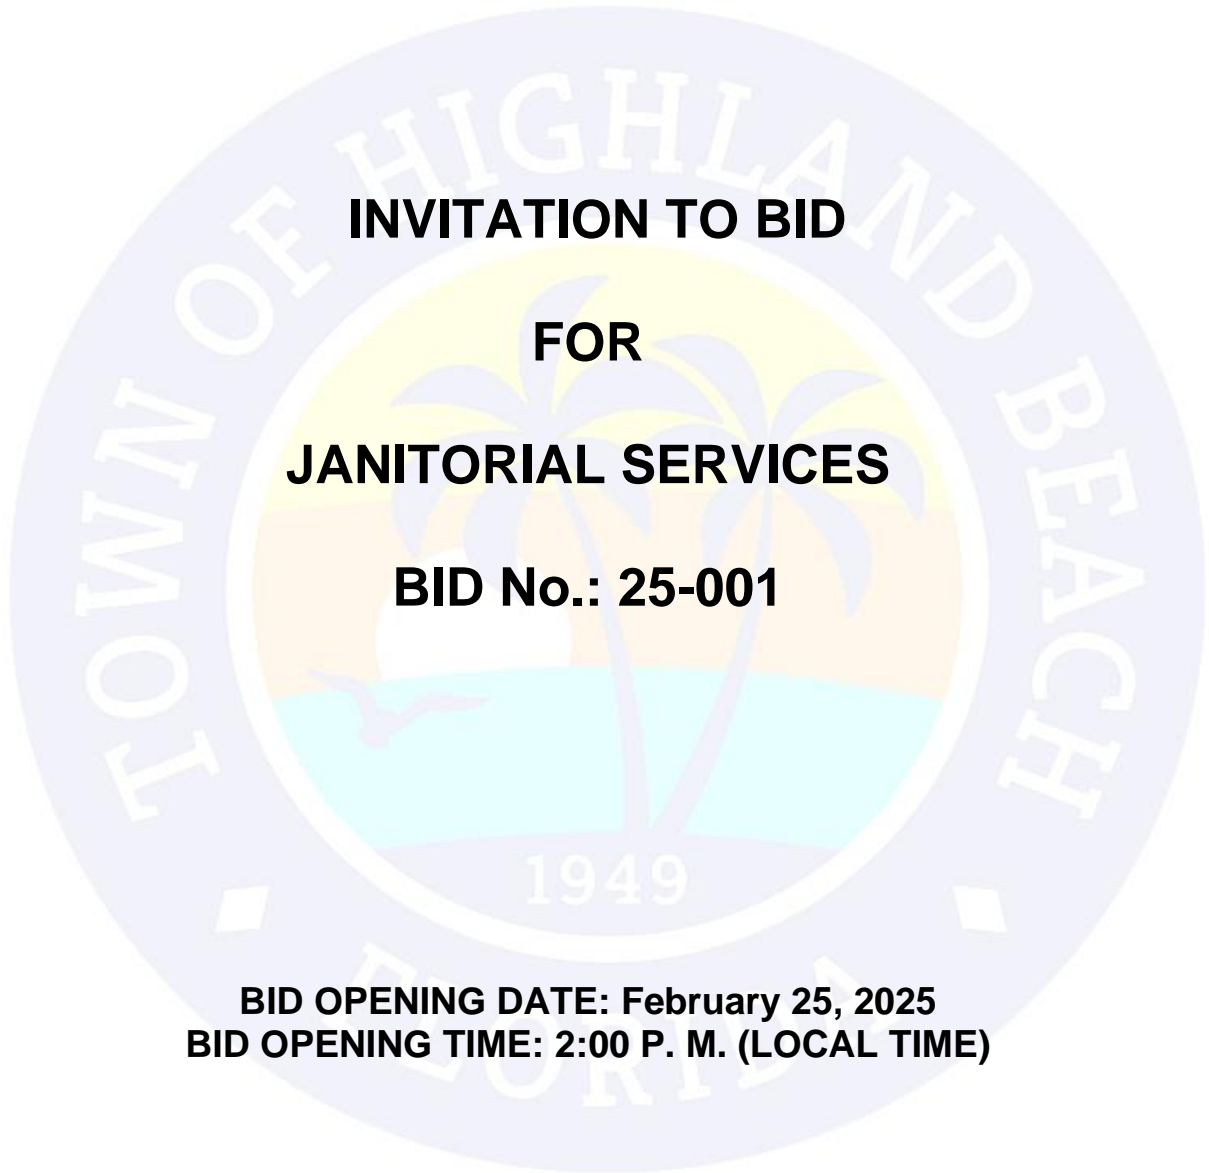 TOWN OF HIGHLAND BEACH
INVITATION TO BID
FOR
JANITORIAL SERVICES
BID No.: 25-001
1949
FLORIDA
BID OPENING DATE: February 25, 2025
BID OPENING TIME: 2:00 P. M. (LOCAL TIME)